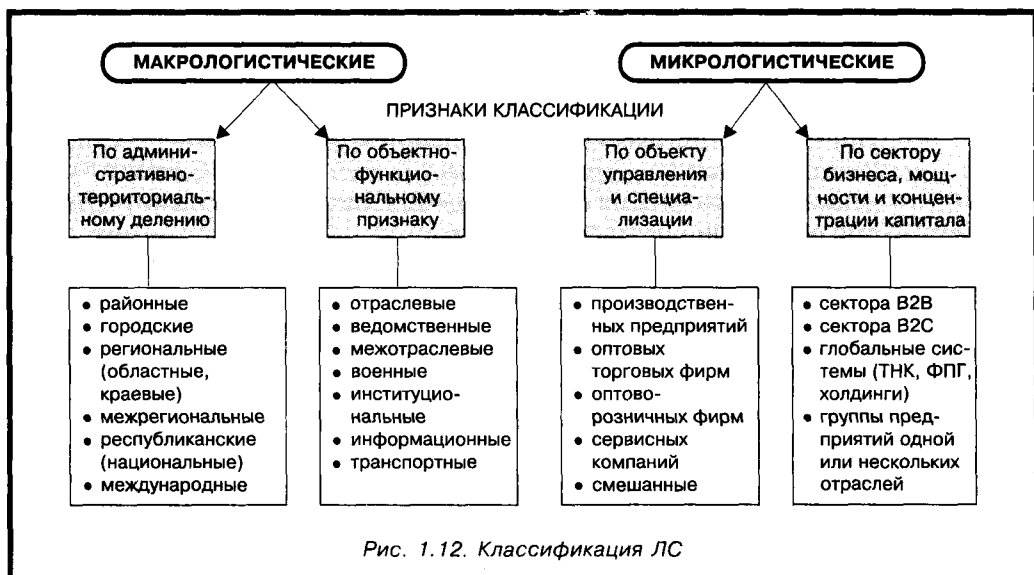 МАКРОЛОГИСТИЧЕСКИЕ
МИКРОЛОГИСТИЧЕСКИЕ
ПРИЗНАКИ КЛАССИФИКАЦИИ
По админи-
стративно-
территориаль-
ному делению
По объектно-
функцио-
нальному
признаку
По объекту
управления
и специа-
лизации
По сектору
бизнеса, мощ-
ности и концен-
трации капитала
• районные
• городские
• региональные
(областные,
краевые)
• межрегиональные
• республиканские
(национальные)
• международные
• отраслевые
• ведомственные
• межотраслевые
• военные
• институцио-
нальные
• информационные
• транспортные
• производствен-
ных предприятий
• оптовых
торговых фирм
• оптово-
розничных фирм
• сервисных
компаний
• смешанные
• сектора B2B
• сектора B2C
• глобальные сис-
темы (ТНК, ФПГ,
холдинги)
• группы пред-
приятий одной
или нескольких
отраслей
Рис. 1.12. Классификация ЛС